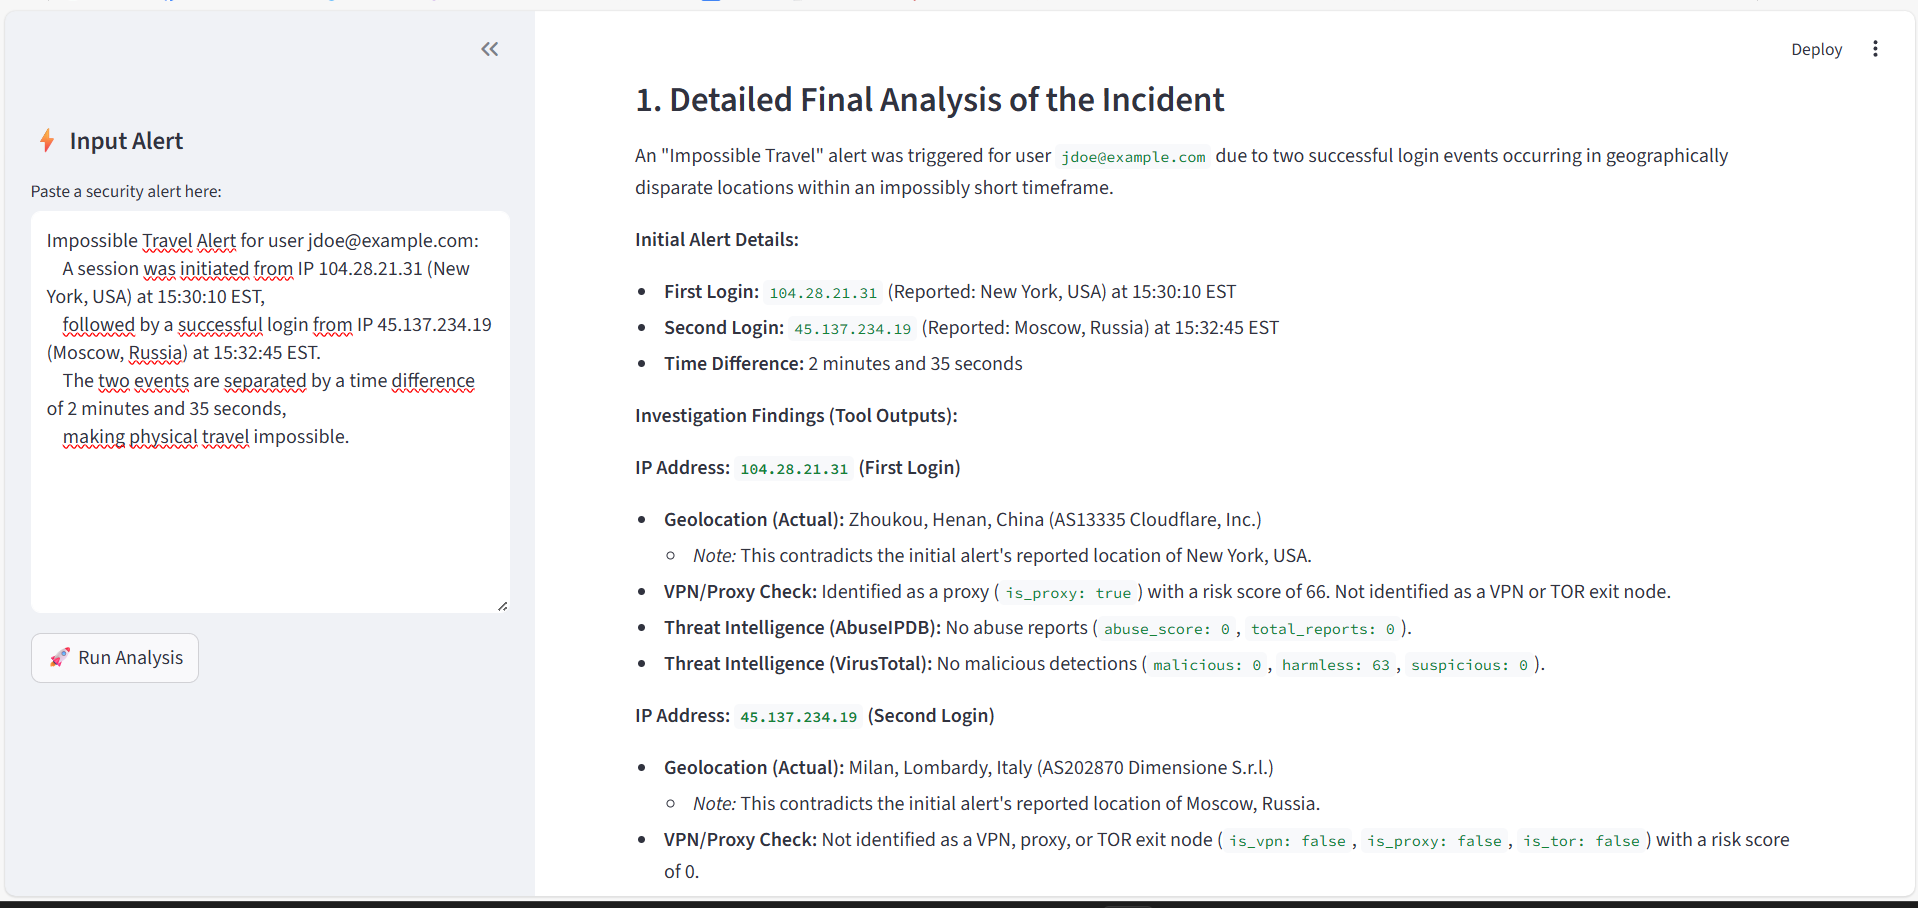 Deploy
⚡ Input Alert
Paste a security alert here:
Impossible Travel Alert for user jdoe@example.com:
A session was initiated from IP 104.28.21.31 (New
York, USA) at 15:30:10 EST,
followed by a successful login from IP 45.137.234.19
(Moscow, Russia) at 15:32:45 EST.
The two events are separated by a time difference
of 2 minutes and 35 seconds,
making physical travel impossible.
🚀 Run Analysis
1. Detailed Final Analysis of the Incident
An "Impossible Travel" alert was triggered for user jdoe@example.com due to two successful login events occurring in geographically
disparate locations within an impossibly short timeframe.
Initial Alert Details:
• First Login: 104.28.21.31 (Reported: New York, USA) at 15:30:10 EST
• Second Login: 45.137.234.19 (Reported: Moscow, Russia) at 15:32:45 EST
• Time Difference: 2 minutes and 35 seconds
Investigation Findings (Tool Outputs):
IP Address: 104.28.21.31 (First Login)
• Geolocation (Actual): Zhoukou, Henan, China (AS13335 Cloudflare, Inc.)
◦ Note: This contradicts the initial alert's reported location of New York, USA.
• VPN/Proxy Check: Identified as a proxy ( is_proxy: true ) with a risk score of 66. Not identified as a VPN or TOR exit node.
• Threat Intelligence (AbuseIPDB): No abuse reports ( abuse_score: 0 , total_reports: 0 ).
• Threat Intelligence (VirusTotal): No malicious detections ( malicious: 0 , harmless: 63 , suspicious: 0 ).
IP Address: 45.137.234.19 (Second Login)
• Geolocation (Actual): Milan, Lombardy, Italy (AS202870 Dimensione S.r.l.)
◦ Note: This contradicts the initial alert's reported location of Moscow, Russia.
• VPN/Proxy Check: Not identified as a VPN, proxy, or TOR exit node ( is_vpn: false , is_proxy: false , is_tor: false ) with a risk score
of 0.